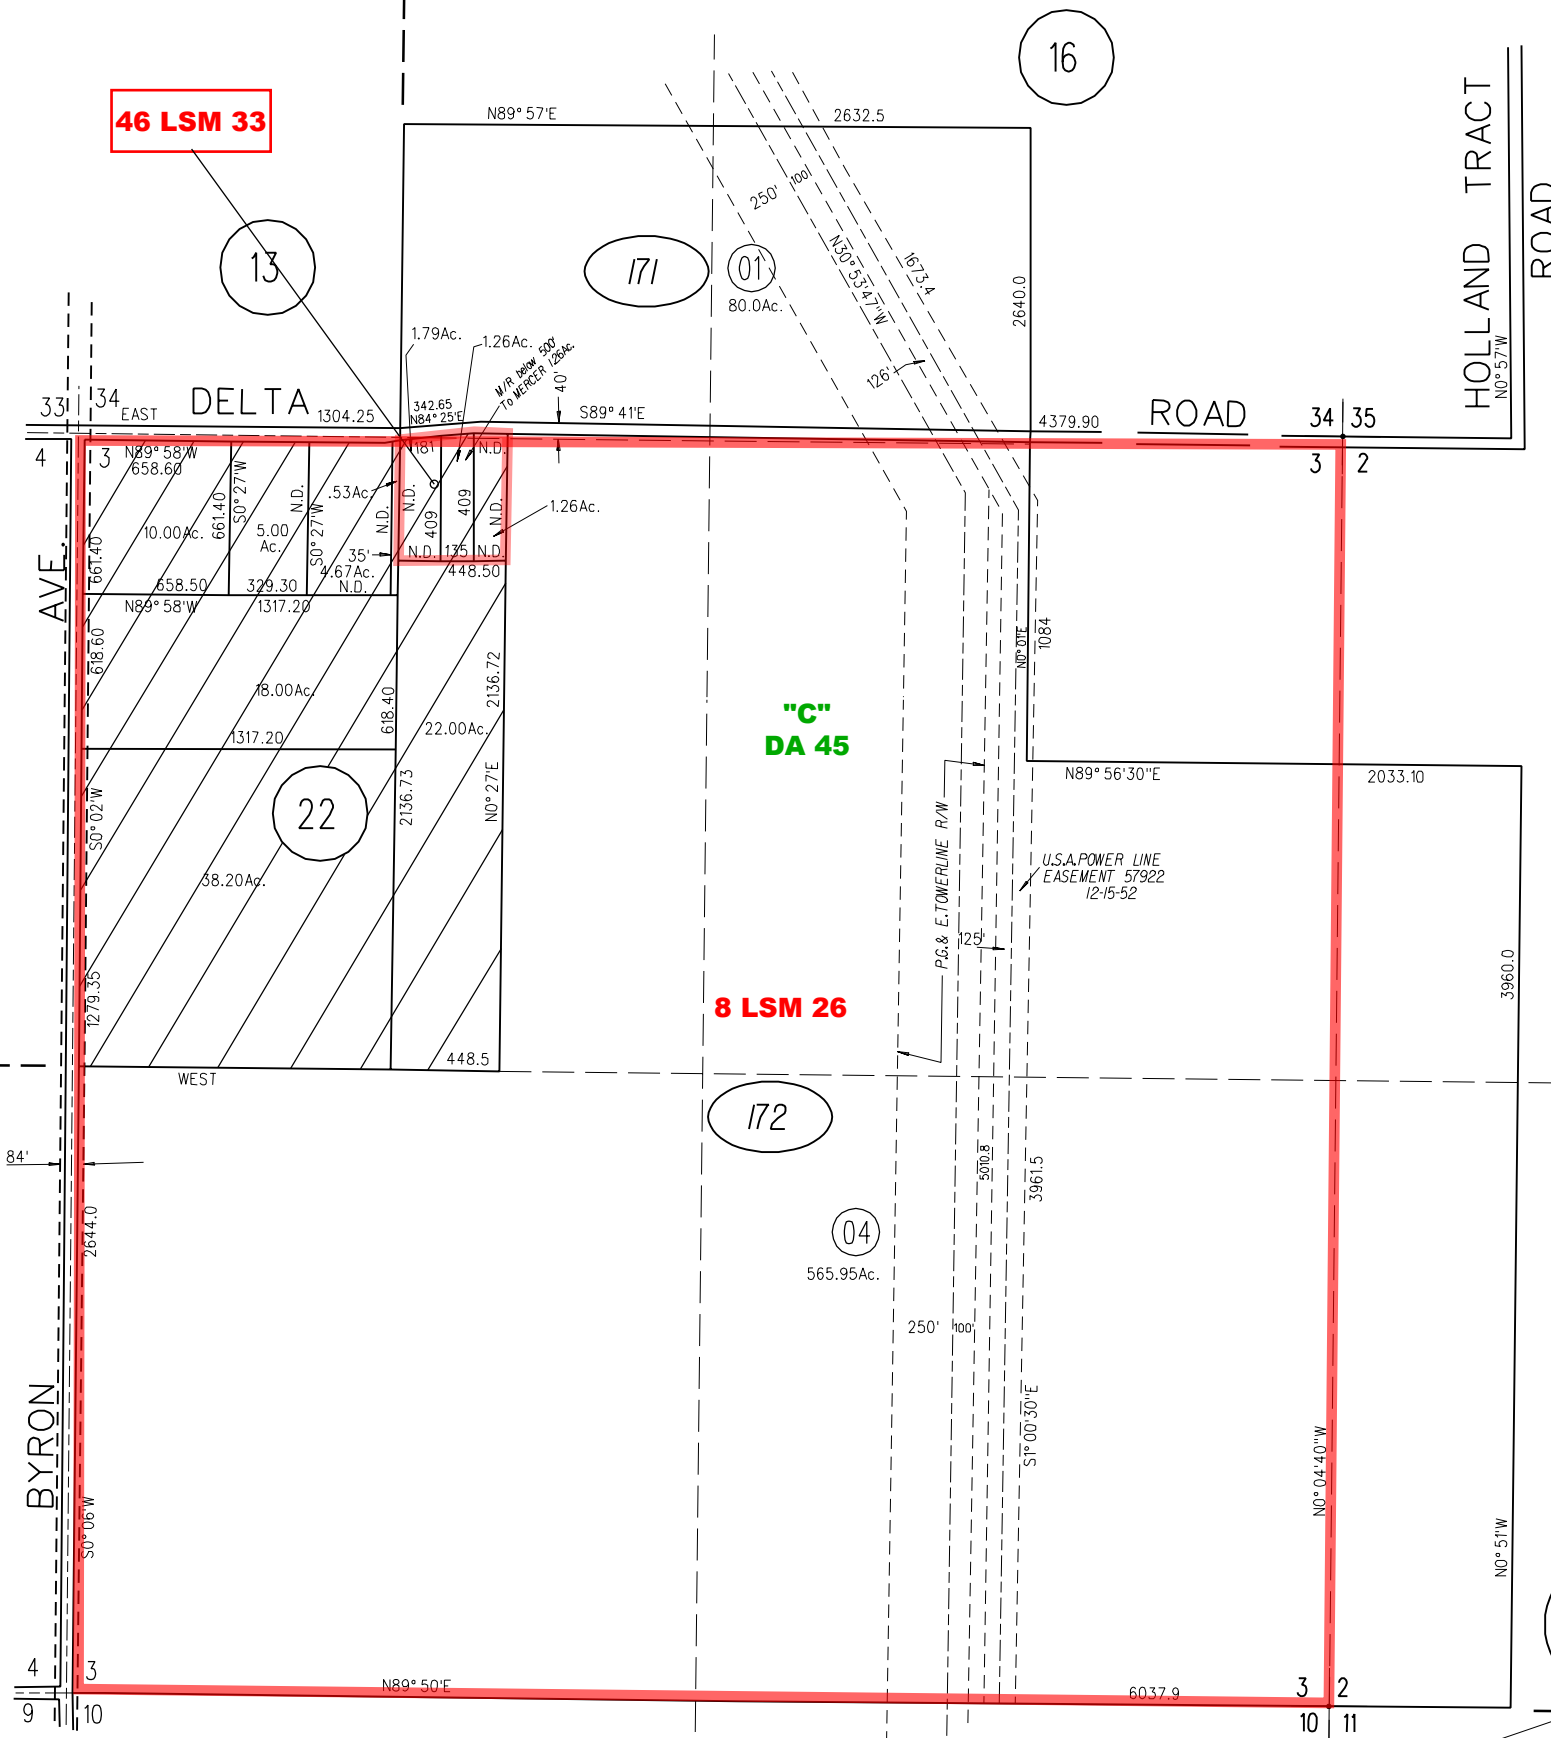 16
HOLLAND TRACT
ROAD
N0° 57'W
46 LSM 33
N89° 57'E
2632.5
250'
100'
13
171
01
80.0Ac.
N30° 53'47"W
1673.4
2640.0
126'
1.79Ac.
1.26Ac.
M/R below 500'
To MERCER 1.26Ac.
40'
33
34
EAST
DELTA
1304.25
342.65
N84° 25'E
S89° 41'E
4379.90
ROAD
34
35
4
3
3
2
N89° 58'W
658.60
181
N.D.
661.40
S0° 27'W
N.D.
.53Ac.
N.D.
N.D.
409
409
N.D.
1.26Ac.
10.00Ac.
5.00
Ac.
S0° 27'W
35'
N.D.
135
N.D.
661.40
4.67Ac.
448.50
658.50
329.30
N.D.
N89° 58'W
1317.20
AVE.
618.60
18.00Ac.
618.40
2136.72
22.00Ac.
1317.20
N0° 01'E
1084
"C"
DA 45
22
2136.73
N0° 27'E
S0° 02'W
N89° 56'30"E
2033.10
P.G.& E.TOWERLINE R/W
U.S.A.POWER LINE
EASEMENT 57922
12-15-52
38.20Ac.
125'
1279.35
3960.0
8 LSM 26
448.5
WEST
172
84'
5010.8
3961.5
2644.0
04
565.95Ac.
250'
100'
S1° 00'30"E
N0° 04'40"W
BYRON
S0° 06'W
N0° 51'W
4
3
N89° 50'E
6037.9
3
2
9
10
10
11